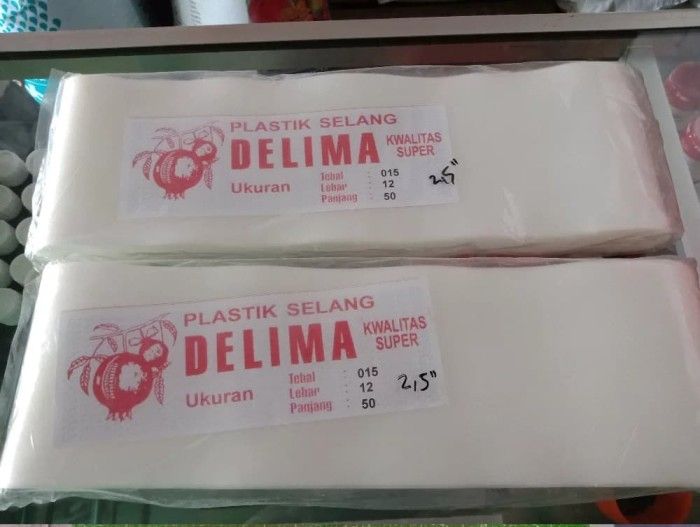 PLASTIK SELANG
DELIMA KWALITAS SUPER
Ukuran
Tebal : 015
Lebar : 12
Panjang : 50
2,5"
PLASTIK SELANG
DELIMA KWALITAS SUPER
Ukuran
Tebal : 015
Lebar : 12
Panjang : 50
2,5"